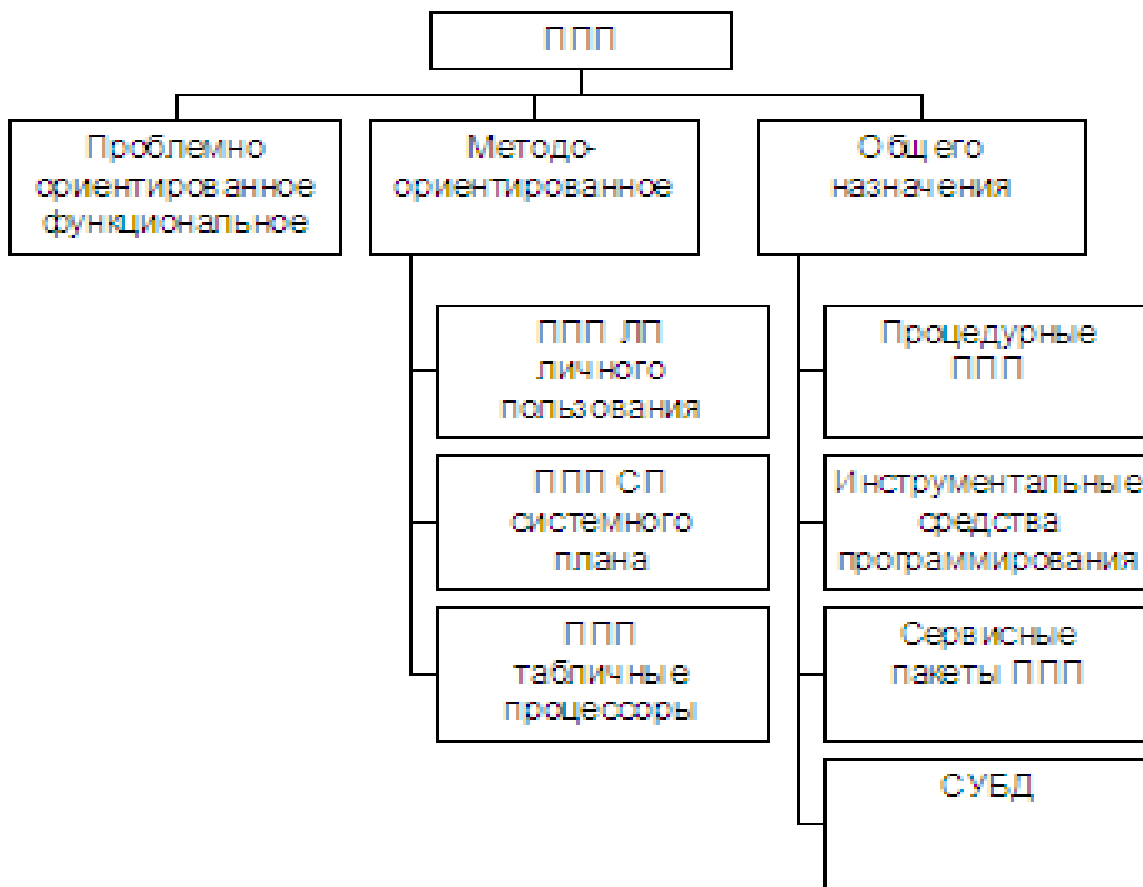 ППП
Проблемно
ориентированное
функциональное
Методо-
ориентированное
Общего
назначения
ППП ЛП
личного
пользования
ППП СП
системного
плана
ППП
табличные
процессоры
Процедурные
ППП
Инструментальные
средства
программирования
Сервисные
пакеты ППП
СУБД